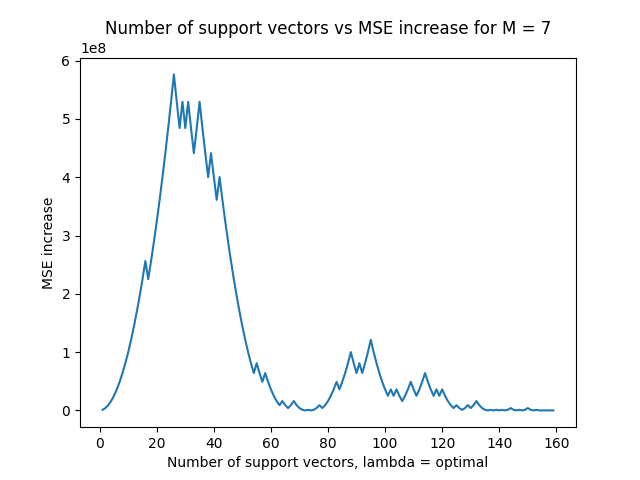 Number of support vectors vs MSE increase for M = 7
1e8
6
5
4
3
2
1
0
MSE increase
0 20 40 60 80 100 120 140 160
Number of support vectors, lambda = optimal